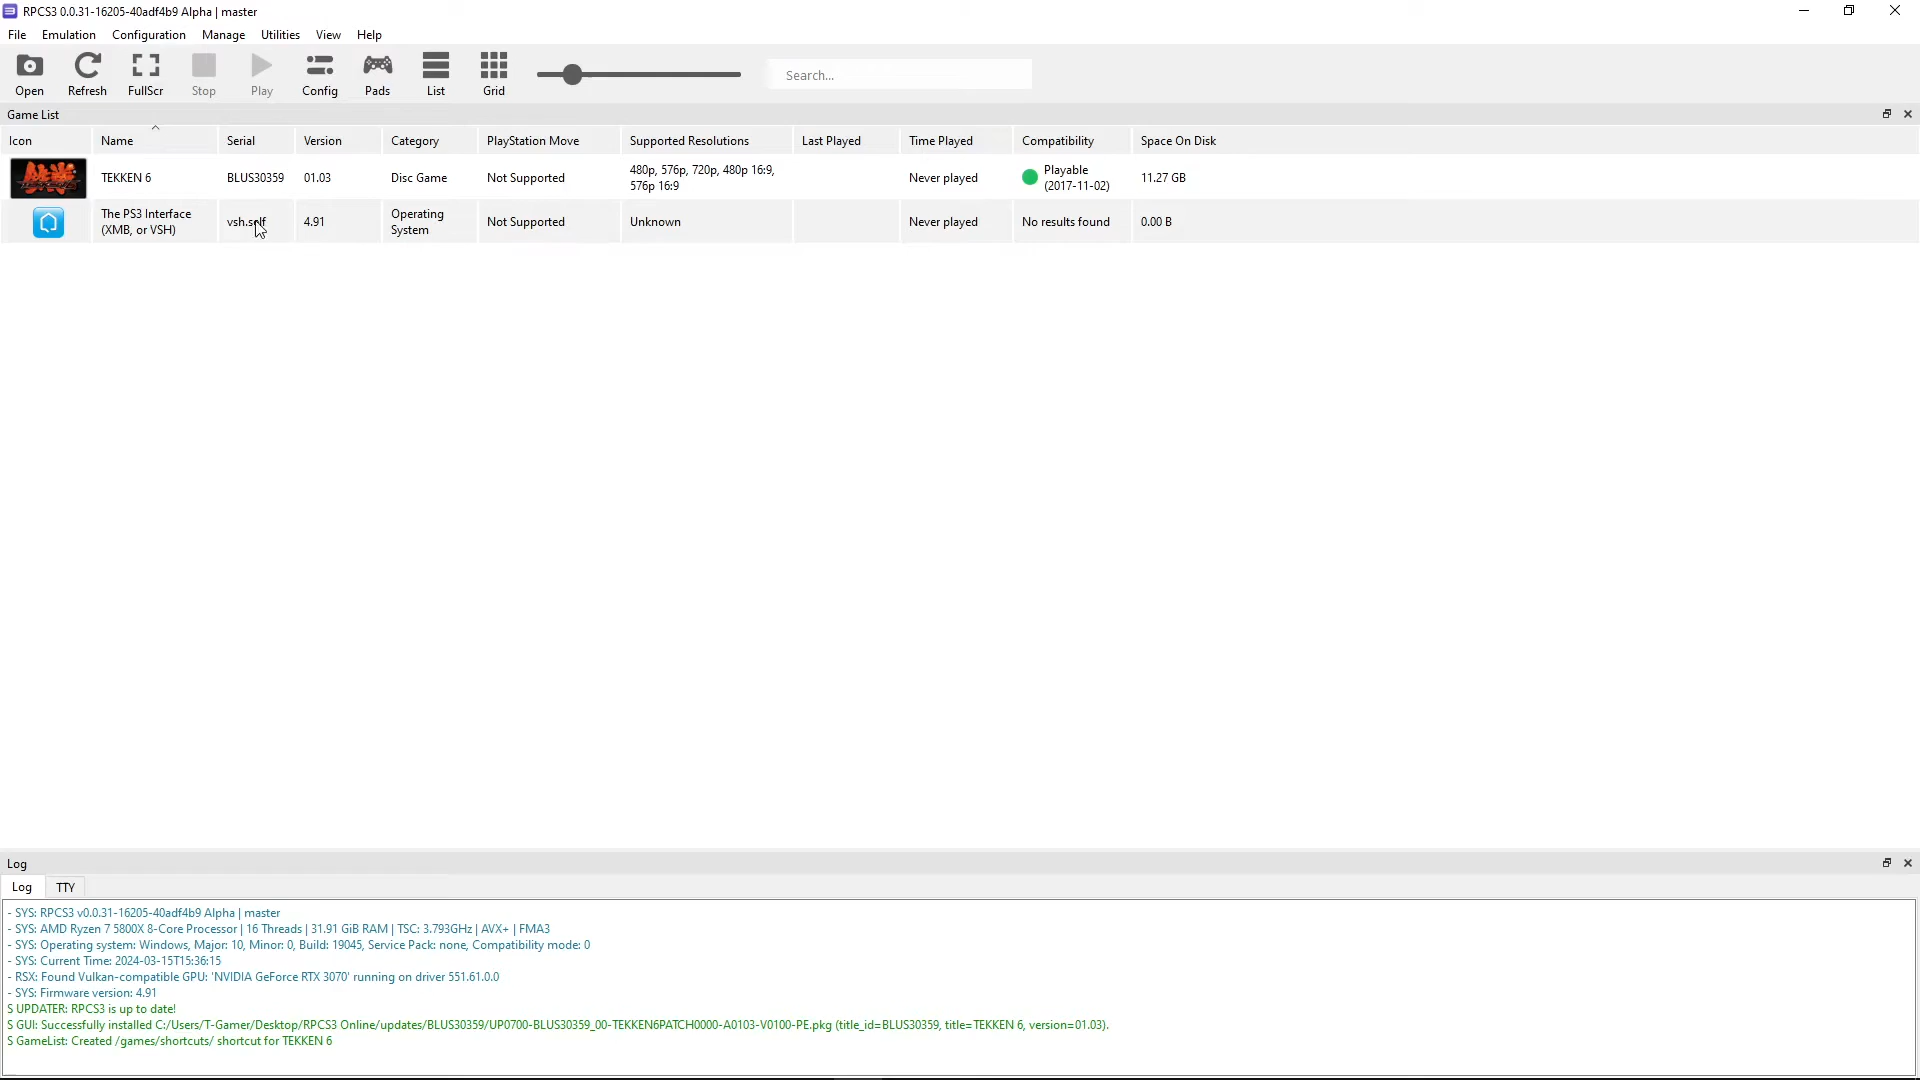 RPCS3 0.0.31-16205-40adf4b9 Alpha | master
File Emulation Configuration Manage Utilities View Help
Open Refresh FullScr Stop Play Config Pads List Grid Search...
Game List
Icon Name Serial Version Category PlayStation Move Supported Resolutions Last Played Time Played Compatibility Space On Disk
TEKKEN 6 BLUS30359 01.03 Disc Game Not Supported 480p, 576p, 720p, 480p 16:9, 576p 16:9 Never played Playable (2017-11-02) 11.27 GB
The PS3 Interface (XMB, or VSH) vsh.self 4.91 Operating System Not Supported Unknown Never played No results found 0.00 B
Log
Log TTY
- SYS: RPCS3 v0.0.31-16205-40adf4b9 Alpha | master
- SYS: AMD Ryzen 7 5800X 8-Core Processor | 16 Threads | 31.91 GiB RAM | TSC: 3.793GHz | AVX+ | FMA3
- SYS: Operating system: Windows, Major: 10, Minor: 0, Build: 19045, Service Pack: none, Compatibility mode: 0
- SYS: Current Time: 2024-03-15T15:36:15
- RSX: Found Vulkan-compatible GPU: 'NVIDIA GeForce RTX 3070' running on driver 551.61.0.0
- SYS: Firmware version: 4.91
S UPDATER: RPCS3 is up to date!
S GUI: Successfully installed C:/Users/T-Gamer/Desktop/RPCS3 Online/updates/BLUS30359/UP0700-BLUS30359_00-TEKKEN6PATCH0000-A0103-V0100-PE.pkg (title_id=BLUS30359, title=TEKKEN 6, version=01.03).
S GameList: Created /games/shortcuts/ shortcut for TEKKEN 6